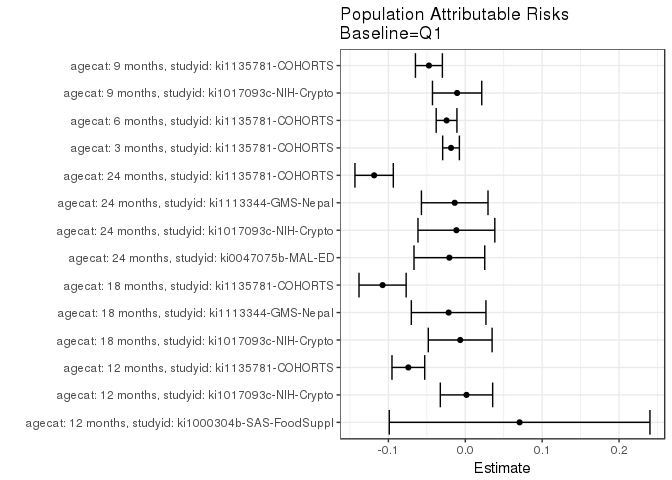 Population Attributable Risks
Baseline=Q1
agecat: 9 months, studyid: ki1135781-COHORTS
agecat: 9 months, studyid: ki1017093c-NIH-Crypto
agecat: 6 months, studyid: ki1135781-COHORTS
agecat: 3 months, studyid: ki1135781-COHORTS
agecat: 24 months, studyid: ki1135781-COHORTS
agecat: 24 months, studyid: ki1113344-GMS-Nepal
agecat: 24 months, studyid: ki1017093c-NIH-Crypto
agecat: 24 months, studyid: ki0047075b-MAL-ED
agecat: 18 months, studyid: ki1135781-COHORTS
agecat: 18 months, studyid: ki1113344-GMS-Nepal
agecat: 18 months, studyid: ki1017093c-NIH-Crypto
agecat: 12 months, studyid: ki1135781-COHORTS
agecat: 12 months, studyid: ki1017093c-NIH-Crypto
agecat: 12 months, studyid: ki1000304b-SAS-FoodSuppl
-0.1 0.0 0.1 0.2
Estimate